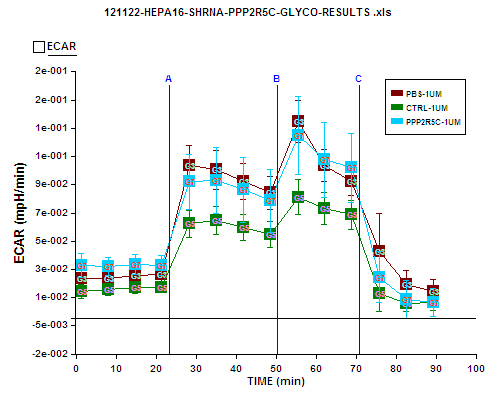 121122-HEPA16-SHRNA-PPP2R5C-GLYCO-RESULTS .xls
ECAR
2e-001
2e-001
1e-001
1e-001
9e-002
7e-002
5e-002
3e-002
1e-002
-5e-003
-2e-002
ECAR (mpH/min)
A
B
C
PBS-1UM
CTRL-1UM
PPP2R5C-1UM
0
10
20
30
40
50
60
70
80
90
100
TIME (min)